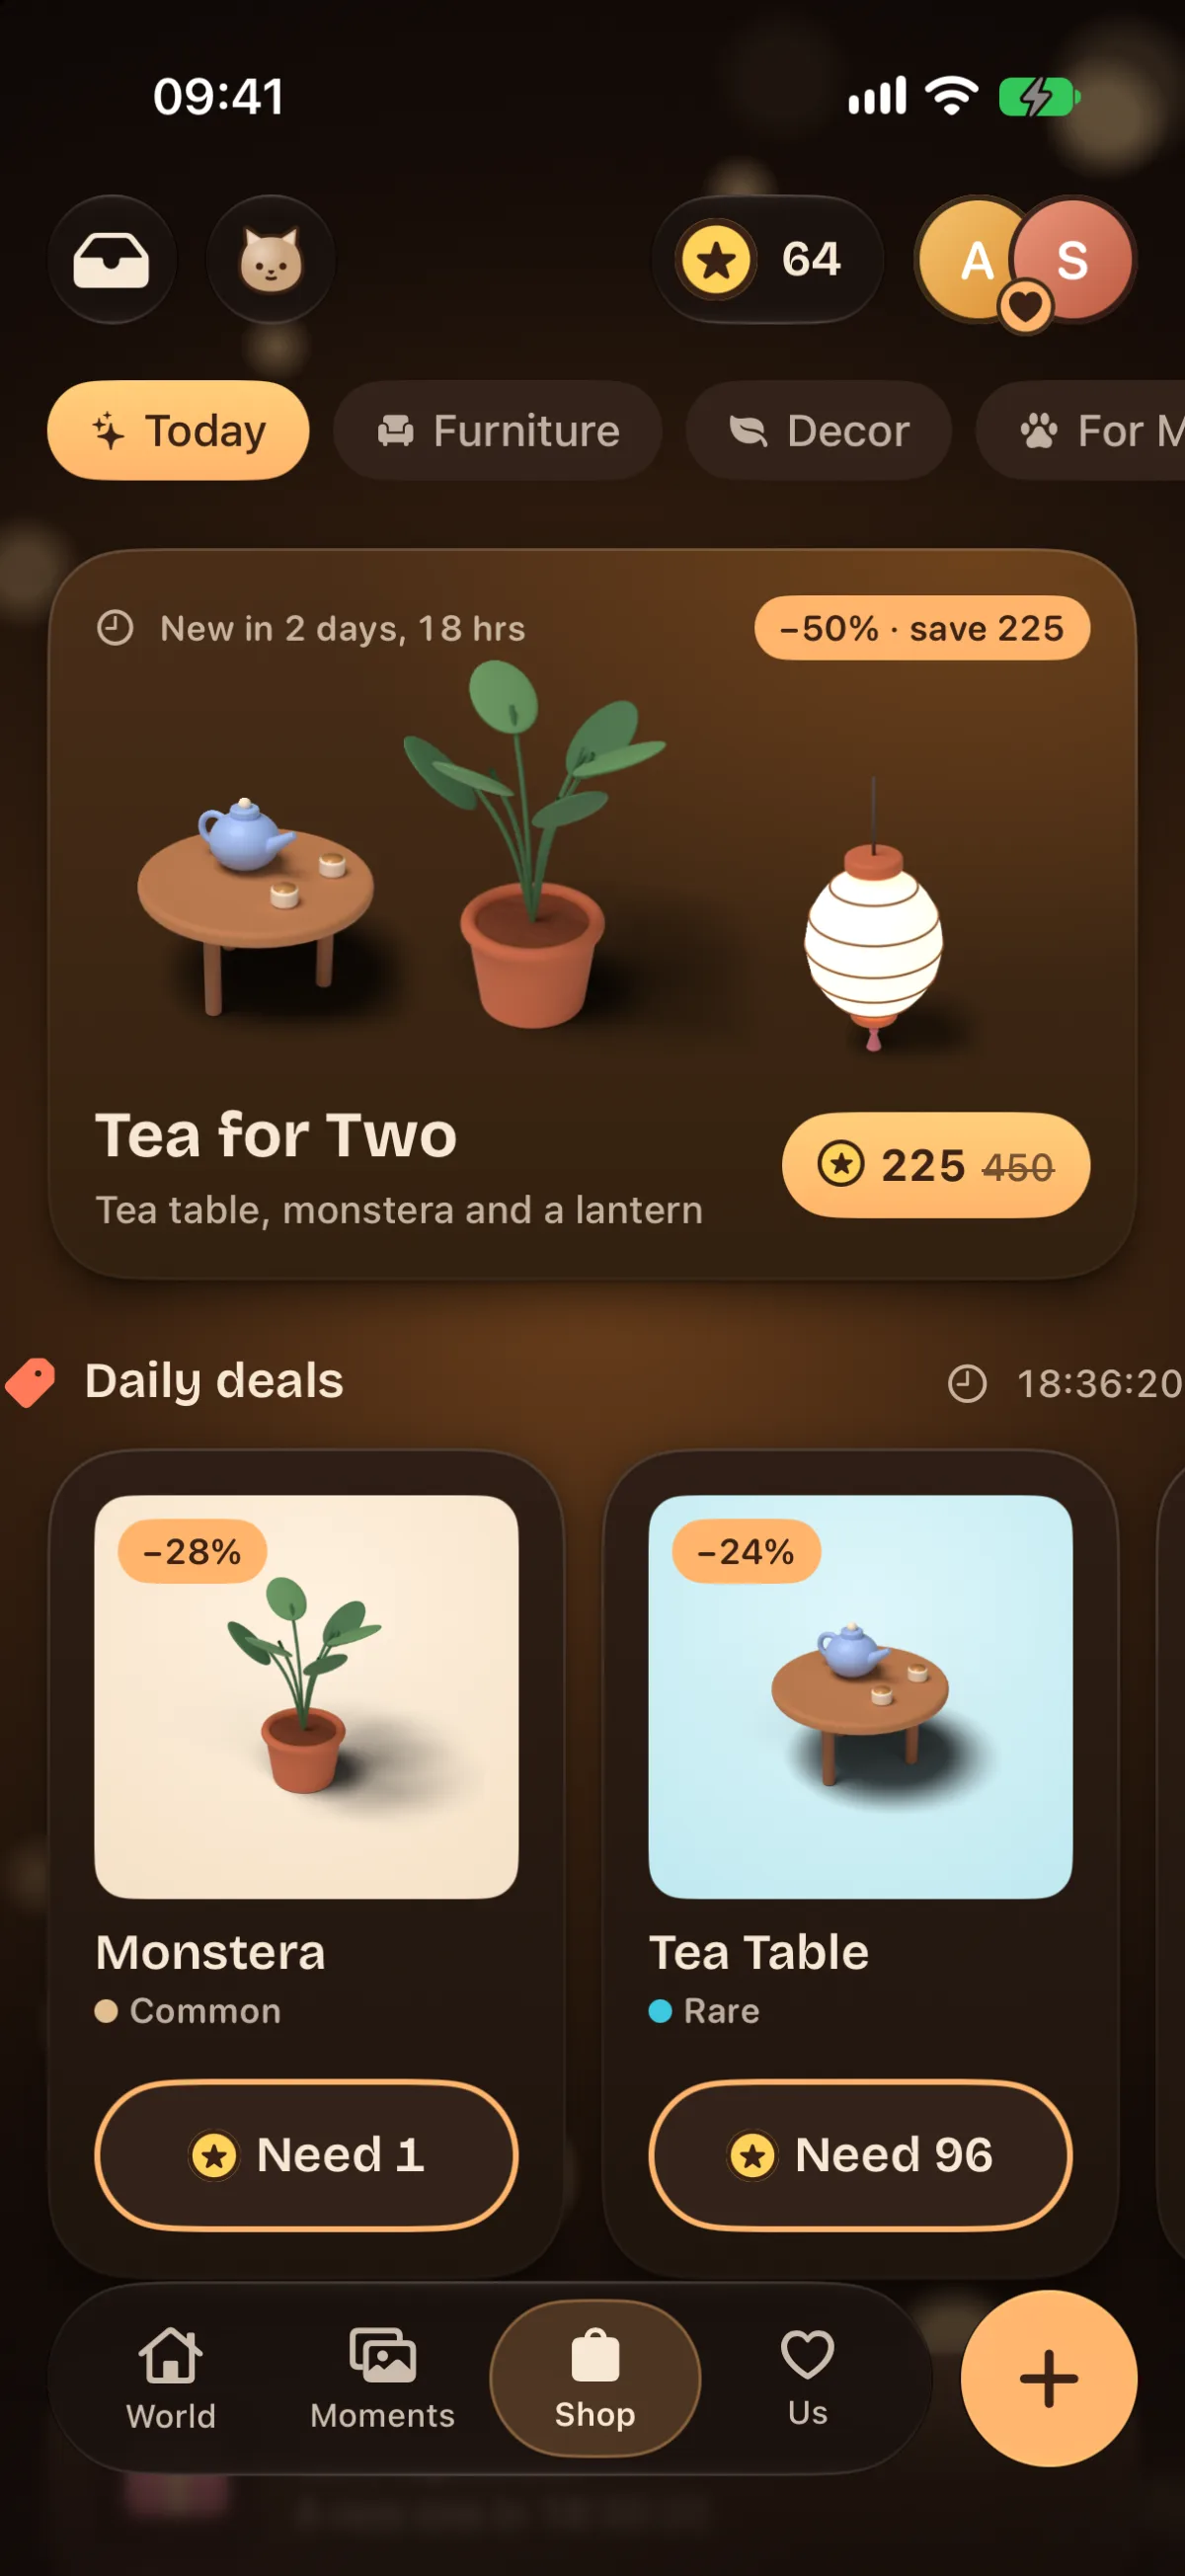 09:41
64
A
S
Today
Furniture
Decor
For M
New in 2 days, 18 hrs
–50% · save 225
Tea for Two
225 450
Tea table, monstera and a lantern
Daily deals
18:36:20
–28%
–24%
Monstera
Tea Table
Common
Rare
Need 1
Need 96
World
Moments
Shop
Us